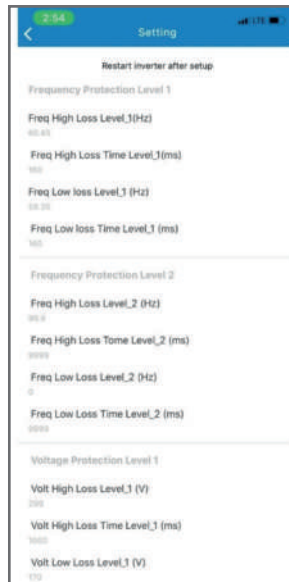 2:54
LTE
Setting
Restart inverter after setup
Frequency Protection Level 1
Freq High Loss Level_1(Hz)
Freq High Loss Time Level_1(ms)
160
Freq Low loss Level_1 (Hz)
Freq Low loss Time Level_1 (ms)
160
Frequency Protection Level 2
Freq High Loss Level_2 (Hz)
Freq High Loss Tome Level_2 (ms)
9999
Freq Low Loss Level_2 (Hz)
0
Freq Low Loss Time Level_2 (ms)
9999
Voltage Protection Level 1
Volt High Loss Level_1 (V)
Volt High Loss Time Level_1 (ms)
Volt Low Loss Level_1 (V)
170